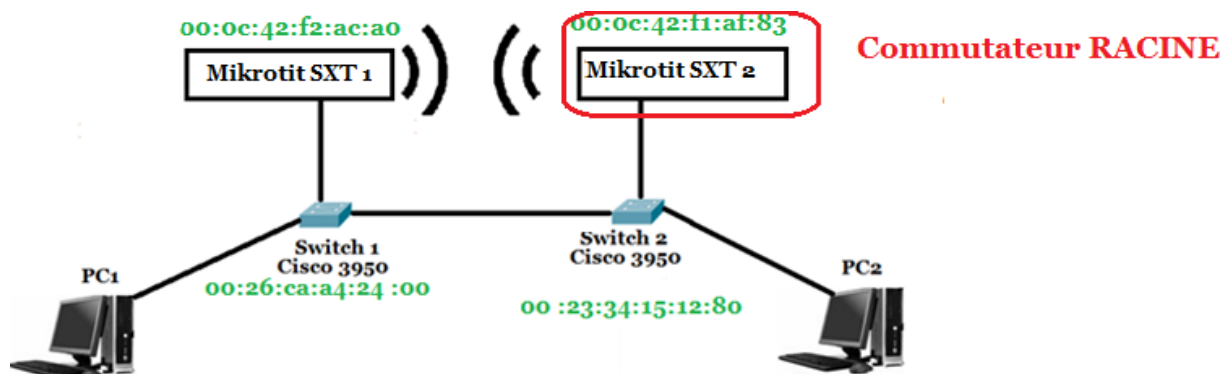 00:0c:42:f2:ac:a0
00:0c:42:f1:af:83
Commutateur RACINE
Mikrotit SXT 1
Mikrotit SXT 2
Switch 1
Cisco 3950
Switch 2
Cisco 3950
PC1
PC2
00:26:ca:a4:24 :00
00 :23:34:15:12:80